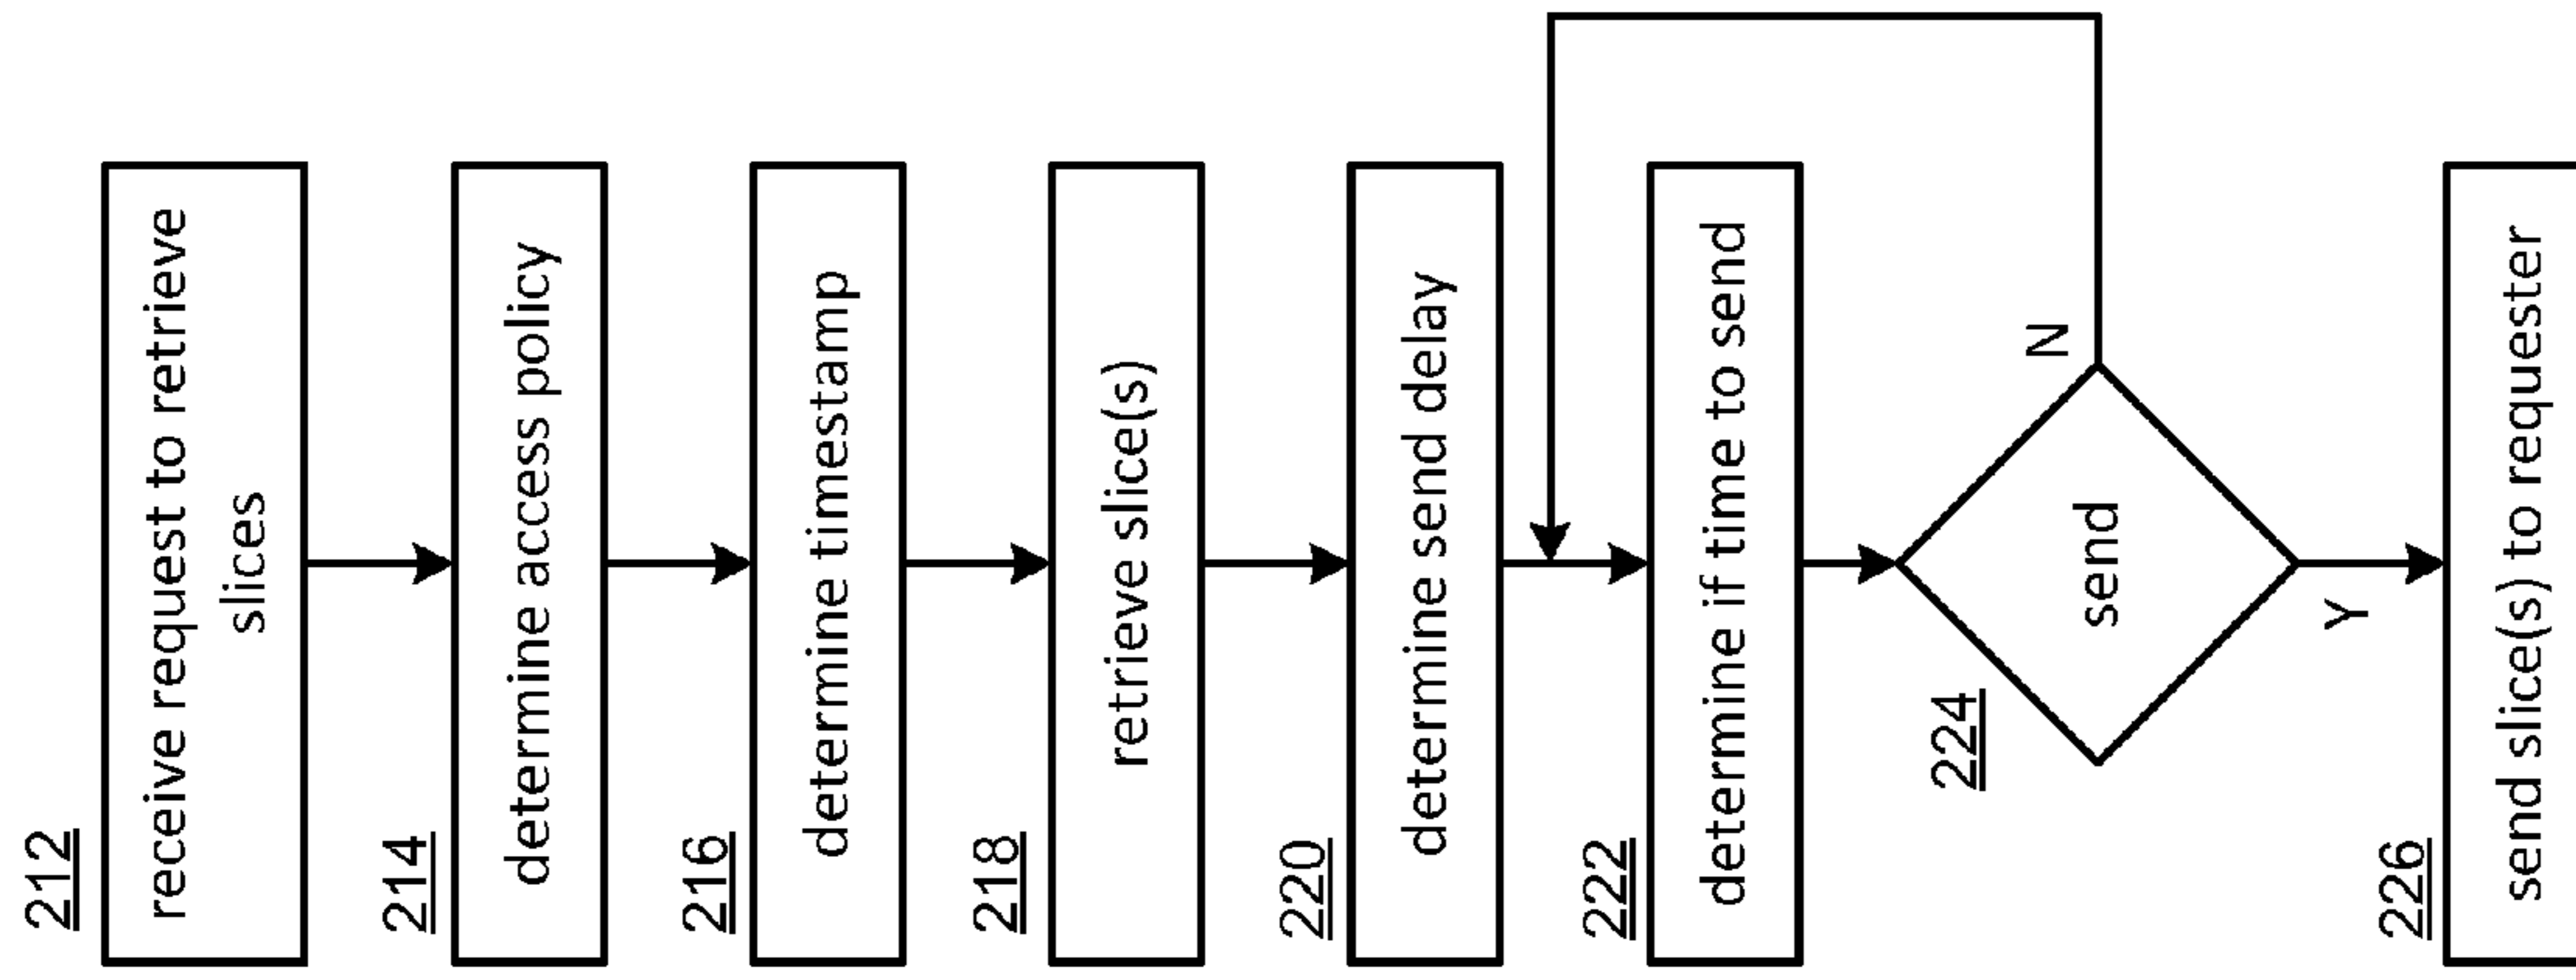 212
receive request to retrieve
slices
214
determine access policy
216
determine timestamp
218
retrieve slice(s)
220
determine send delay
222
determine if time to send
224
send
N
Y
226
send slice(s) to requester